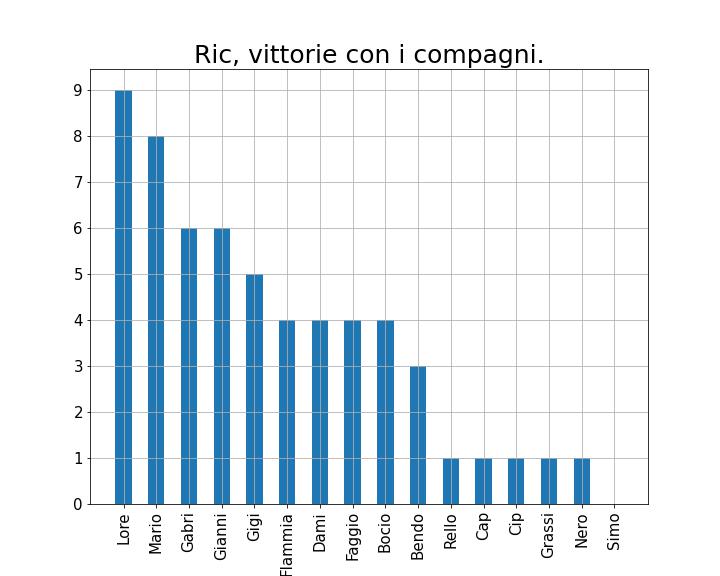 Ric, vittorie con i compagni.
9
8
7
6
5
4
3
2
1
0
Lore
Mario
Gabri
Gianni
Gigi
Flammia
Dami
Faggio
Bocio
Bendo
Rello
Cap
Cip
Grassi
Nero
Simo